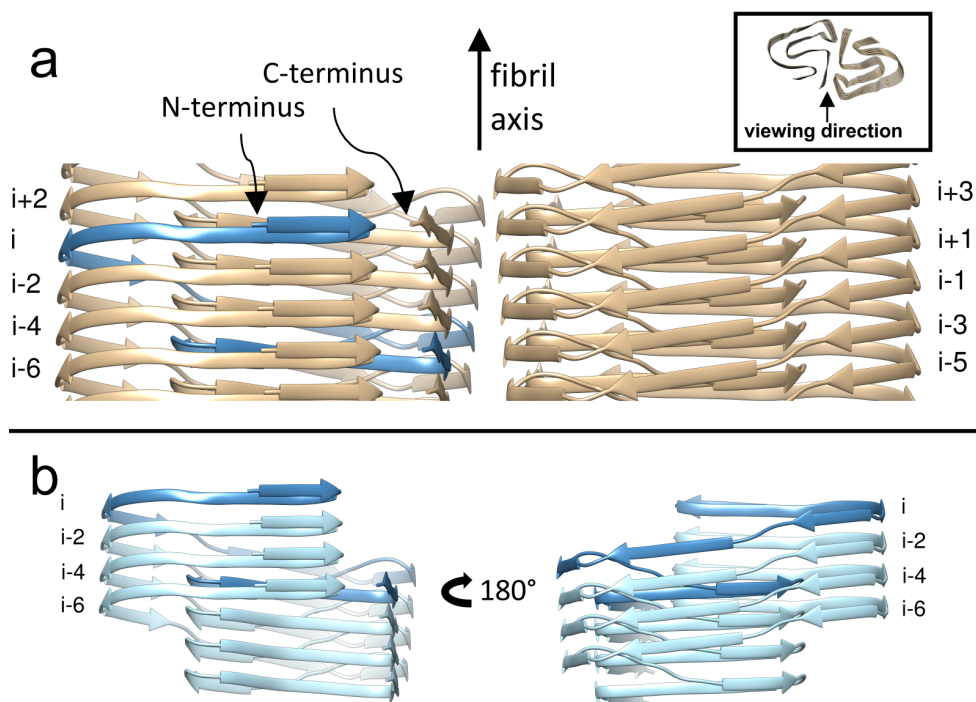 a
N-terminus
C-terminus
fibril
axis
viewing direction
i+2
i
i-2
i-4
i-6
i+3
i+1
i-1
i-3
i-5
b
i
i-2
i-4
i-6
180°
i
i-2
i-4
i-6